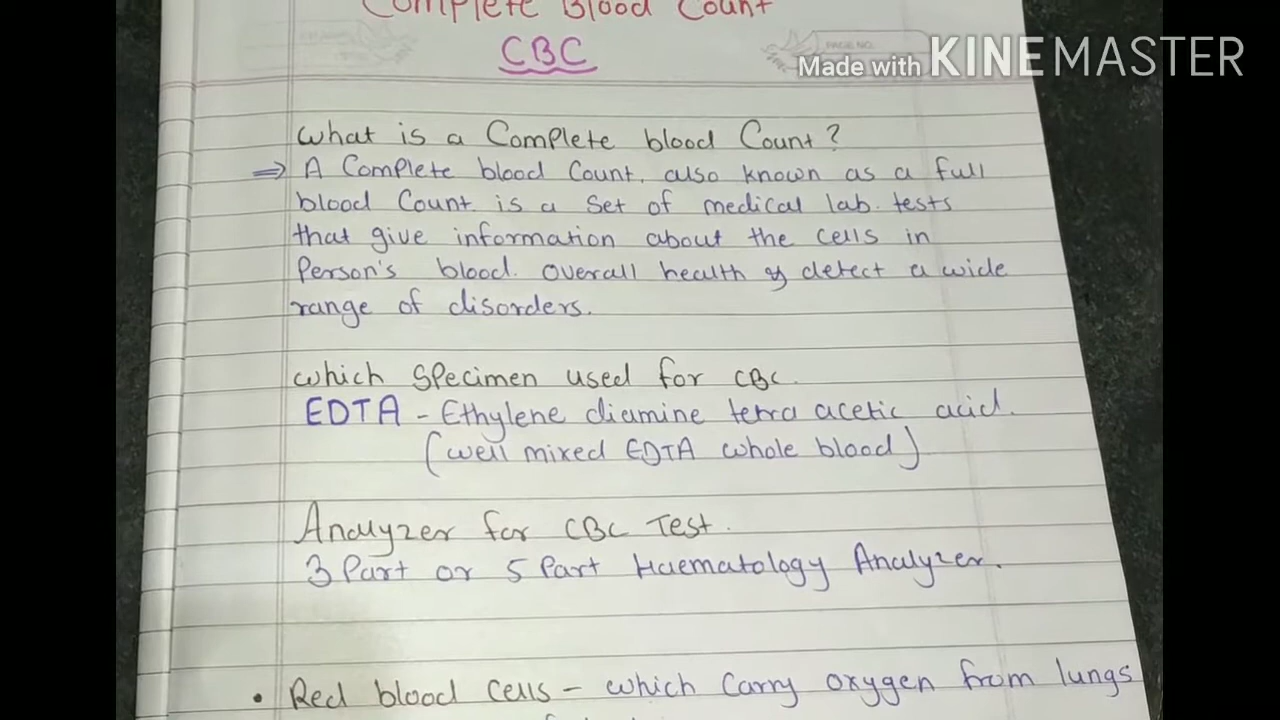 Complete Blood Count
CBC
PAGE NO.
Made with KINEMASTER
What is a Complete blood Count?
⇒ A Complete blood Count, also known as a full
blood Count is a Set of medical lab. tests
that give information about the cells in
Person's blood. Overall health & detect a wide
range of disorders.
which Specimen used for CBC.
EDTA - Ethylene diamine tetra acetic acid.
(well mixed EDTA whole blood)
Analyzer for CBC Test.
3 Part or 5 Part Haematology Analyzer.
• Red blood Cells - which Carry oxygen from lungs